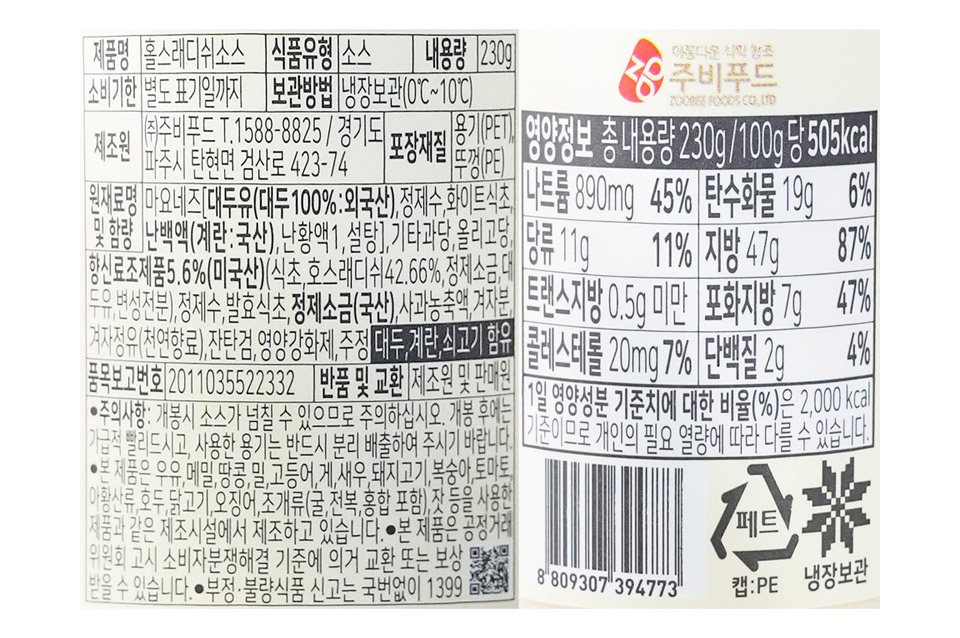 제품명 홀스래디쉬소스 식품유형 소스 내용량 230g
소비기한 별도 표기일까지 보관방법 냉장보관(0℃~10℃)
제조원 ㈜주비푸드 T.1588-8825 / 경기도 파주시 탄현면 검산로 423-74 포장재질 용기(PET), 뚜껑(PE)
원재료명 및 함량 마요네즈[대두유(대두100%:외국산),정제수,화이트식초,
난백액(계란:국산),난황액1,설탕],기타과당,올리고당,
향신료조제품5.6%(미국산)(식초,호스래디쉬42.66%,정제소금,대
두유,변성전분),정제수,발효식초,정제소금(국산),사과농축액,겨자분,
겨자정유(천연향료),잔탄검,영양강화제,주정 대두,계란,쇠고기 함유
품목보고번호 2011035522332 반품 및 교환 제조원 및 판매원
•주의사항: 개봉시 소스가 넘칠 수 있으므로 주의하십시오. 개봉 후에는
가급적 빨리드시고, 사용한 용기는 반드시 분리 배출하여 주시기 바랍니다.
•본 제품은 우유,메밀,땅콩,밀,고등어,게,새우,돼지고기,복숭아,토마토,
아황산류,호두,닭고기,오징어,조개류(굴,전복,홍합 포함),잣 등을 사용한
제품과 같은 제조시설에서 제조하고 있습니다. •본 제품은 공정거래
위원회 고시 소비자분쟁해결 기준에 의거 교환 또는 보상
받을 수 있습니다. •부정·불량식품 신고는 국번없이 1399
아름다운 식탁 창조
주비푸드
ZOOBEE FOODS CO.,LTD
영양정보 총 내용량 230g/100g당 505kcal
나트륨 890mg 45% 탄수화물 19g 6%
당류 11g 11% 지방 47g 87%
트랜스지방 0.5g 미만 포화지방 7g 47%
콜레스테롤 20mg 7% 단백질 2g 4%
1일 영양성분 기준치에 대한 비율(%)은 2,000 kcal
기준이므로 개인의 필요 열량에 따라 다를 수 있습니다.
페트
8 809307 394773
캡:PE
냉장보관